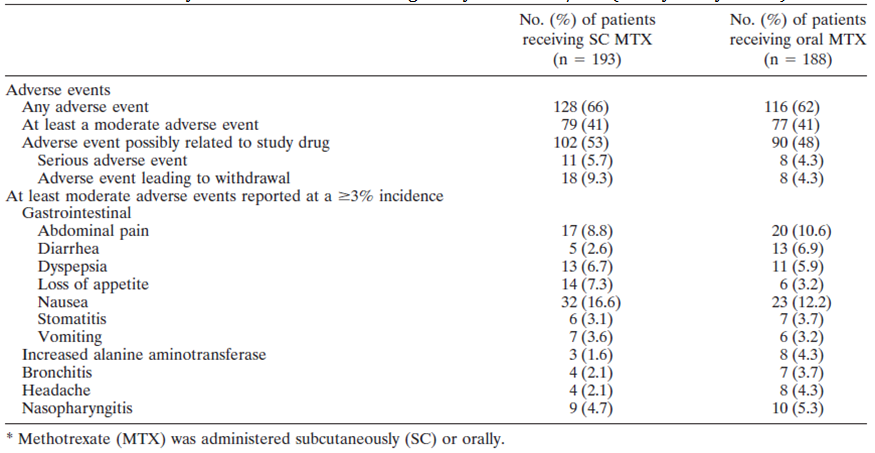 No. (%) of patients No. (%) of patients
receiving SC MTX receiving oral MTX
(n = 193) (n = 188)
Adverse events
Any adverse event 128 (66) 116 (62)
At least a moderate adverse event 79 (41) 77 (41)
Adverse event possibly related to study drug 102 (53) 90 (48)
Serious adverse event 11 (5.7) 8 (4.3)
Adverse event leading to withdrawal 18 (9.3) 8 (4.3)
At least moderate adverse events reported at a ≥3% incidence
Gastrointestinal
Abdominal pain 17 (8.8) 20 (10.6)
Diarrhea 5 (2.6) 13 (6.9)
Dyspepsia 13 (6.7) 11 (5.9)
Loss of appetite 14 (7.3) 6 (3.2)
Nausea 32 (16.6) 23 (12.2)
Stomatitis 6 (3.1) 7 (3.7)
Vomiting 7 (3.6) 6 (3.2)
Increased alanine aminotransferase 3 (1.6) 8 (4.3)
Bronchitis 4 (2.1) 7 (3.7)
Headache 4 (2.1) 8 (4.3)
Nasopharyngitis 9 (4.7) 10 (5.3)
* Methotrexate (MTX) was administered subcutaneously (SC) or orally.